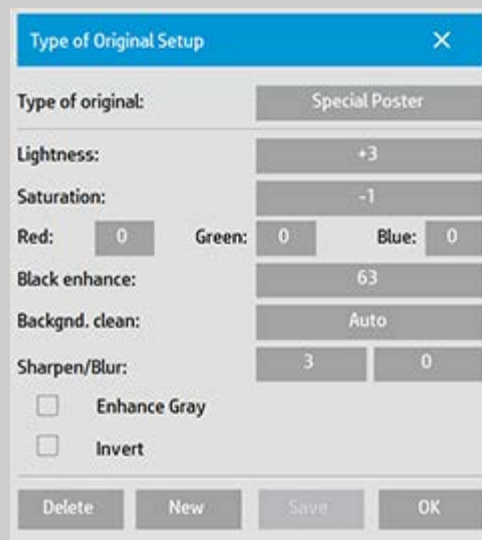 Type of Original Setup
Type of original: Special Poster
Lightness: +3
Saturation: -1
Red: 0 Green: 0 Blue: 0
Black enhance: 63
Backgnd. clean: Auto
Sharpen/Blur: 3 0
Enhance Gray
Invert
Delete New Save OK